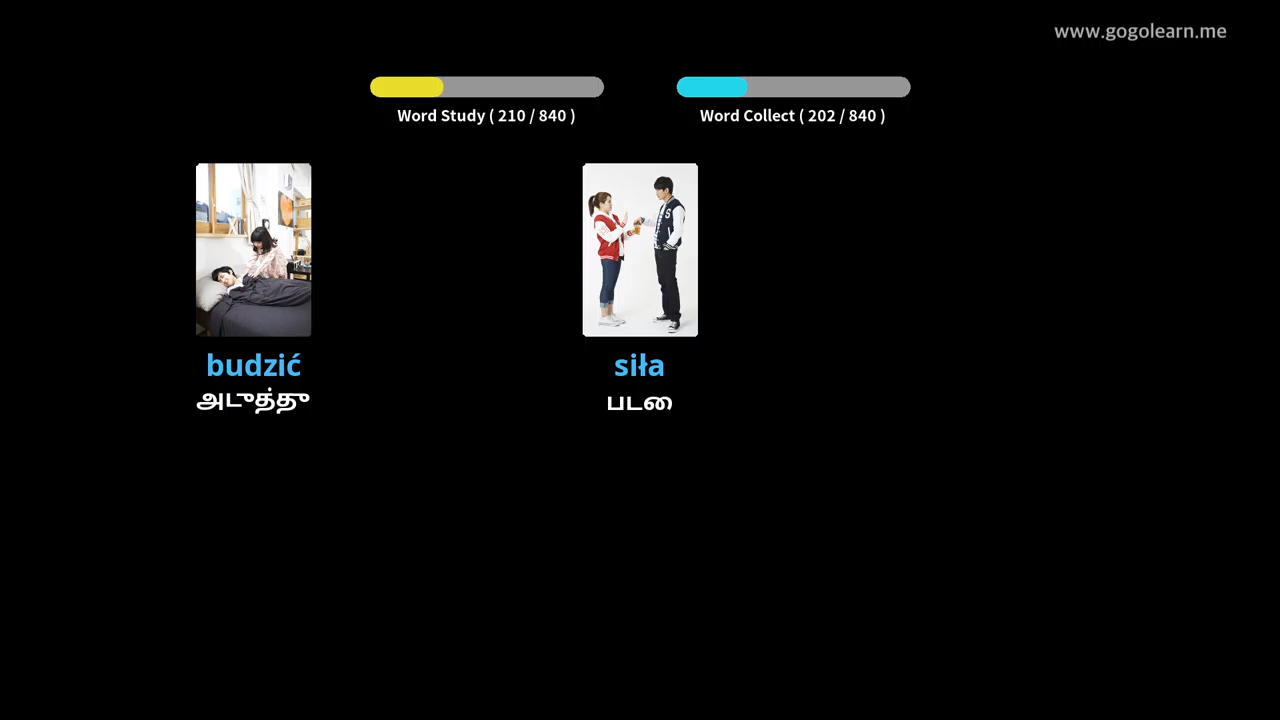 www.gogolearn.me
Word Study ( 210 / 840 )
Word Collect ( 202 / 840 )
budzić
அடுத்து
siła
படை